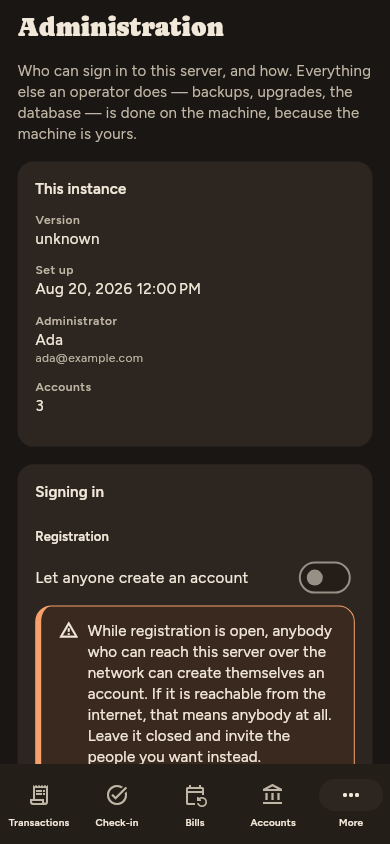 Administration
Who can sign in to this server, and how. Everything
else an operator does — backups, upgrades, the
database — is done on the machine, because the
machine is yours.
This instance
Version
unknown
Set up
Aug 20, 2026 12:00 PM
Administrator
Ada
ada@example.com
Accounts
3
Signing in
Registration
Let anyone create an account
While registration is open, anybody
who can reach this server over the
network can create themselves an
account. If it is reachable from the
internet, that means anybody at all.
Leave it closed and invite the
people you want instead.
Transactions
Check-in
Bills
Accounts
More